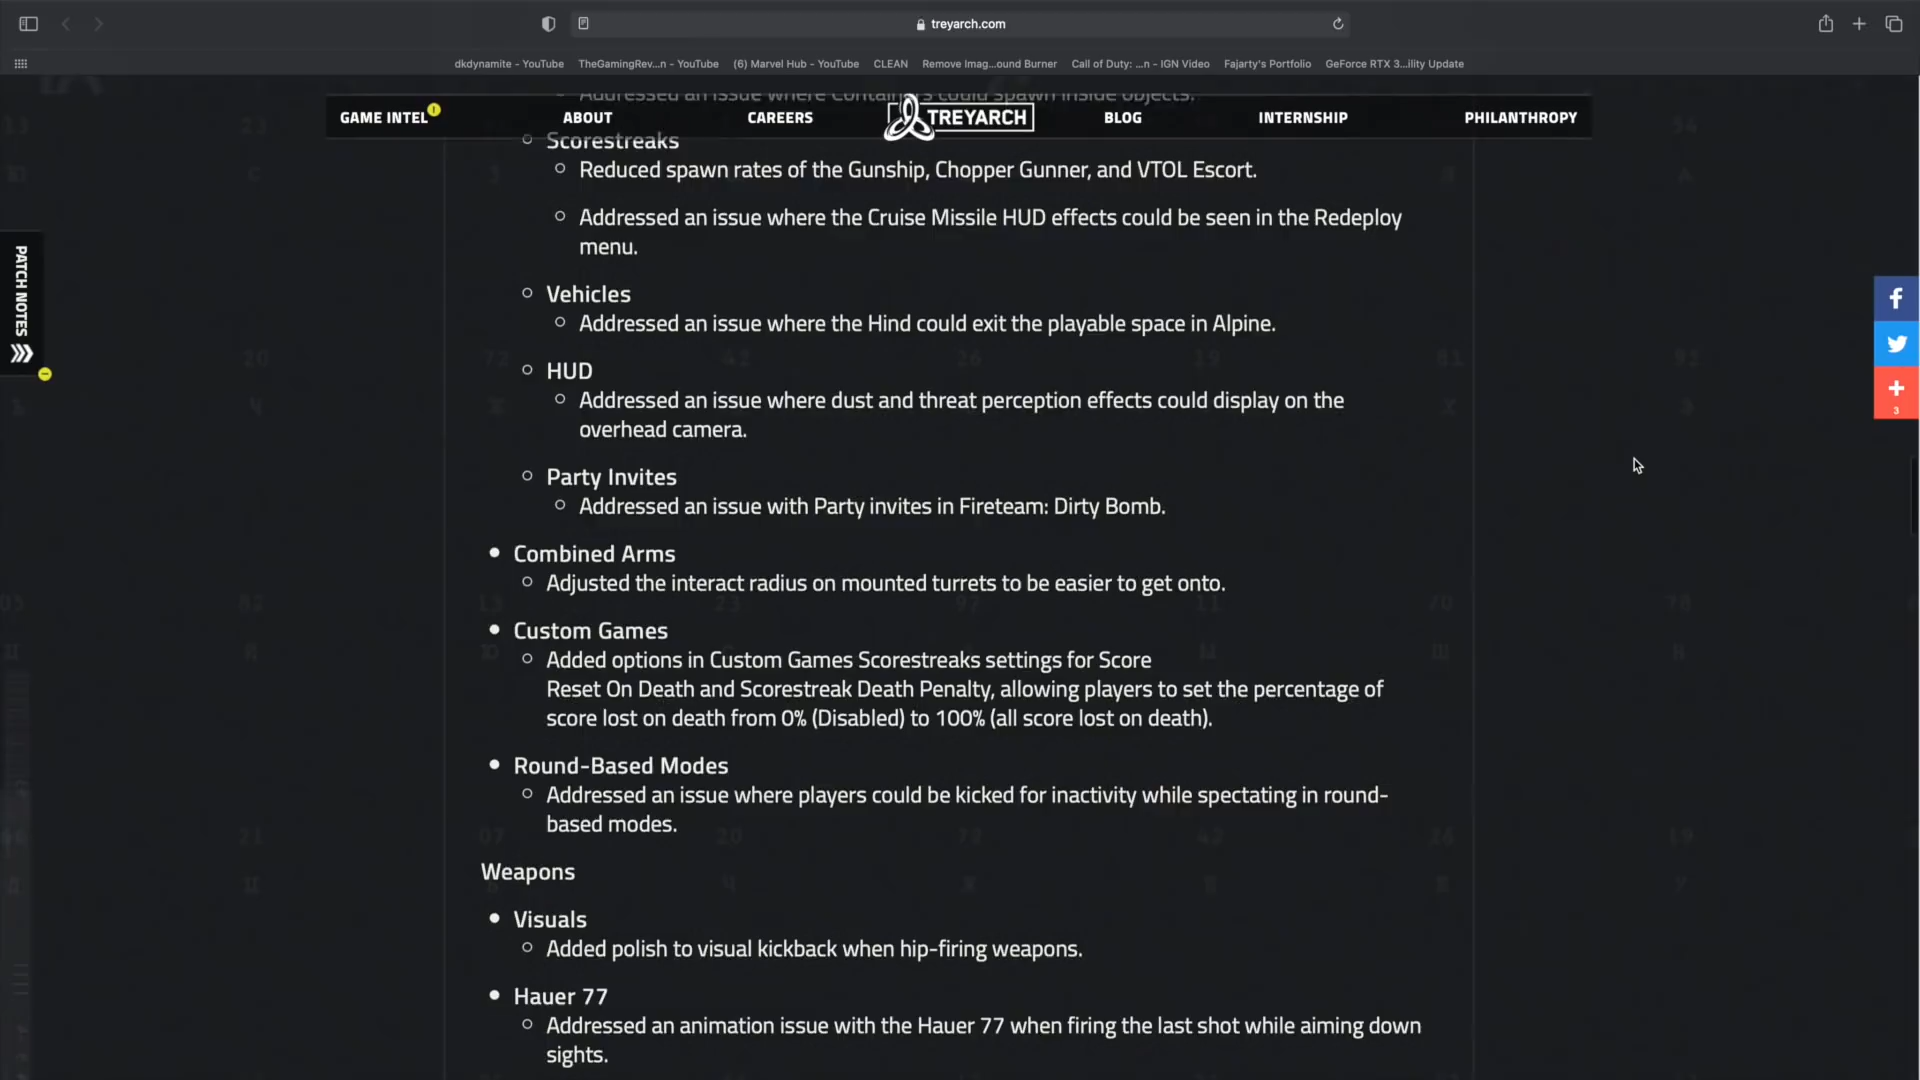 treyarch.com
dkdynamite - YouTube TheGamingRev...n - YouTube (6) Marvel Hub - YouTube CLEAN Remove Imag...ound Burner Call of Duty: ...n - IGN Video Fajarty's Portfolio GeForce RTX 3...ility Update
Addressed an issue where Containers could spawn inside objects.
GAME INTEL ! ABOUT CAREERS TREYARCH BLOG INTERNSHIP PHILANTHROPY
Scorestreaks
Reduced spawn rates of the Gunship, Chopper Gunner, and VTOL Escort.
Addressed an issue where the Cruise Missile HUD effects could be seen in the Redeploy
menu.
PATCH NOTES
Vehicles
Addressed an issue where the Hind could exit the playable space in Alpine.
HUD
Addressed an issue where dust and threat perception effects could display on the
overhead camera.
3
Party Invites
Addressed an issue with Party invites in Fireteam: Dirty Bomb.
Combined Arms
Adjusted the interact radius on mounted turrets to be easier to get onto.
Custom Games
Added options in Custom Games Scorestreaks settings for Score
Reset On Death and Scorestreak Death Penalty, allowing players to set the percentage of
score lost on death from 0% (Disabled) to 100% (all score lost on death).
Round-Based Modes
Addressed an issue where players could be kicked for inactivity while spectating in round-
based modes.
Weapons
Visuals
Added polish to visual kickback when hip-firing weapons.
Hauer 77
Addressed an animation issue with the Hauer 77 when firing the last shot while aiming down
sights.